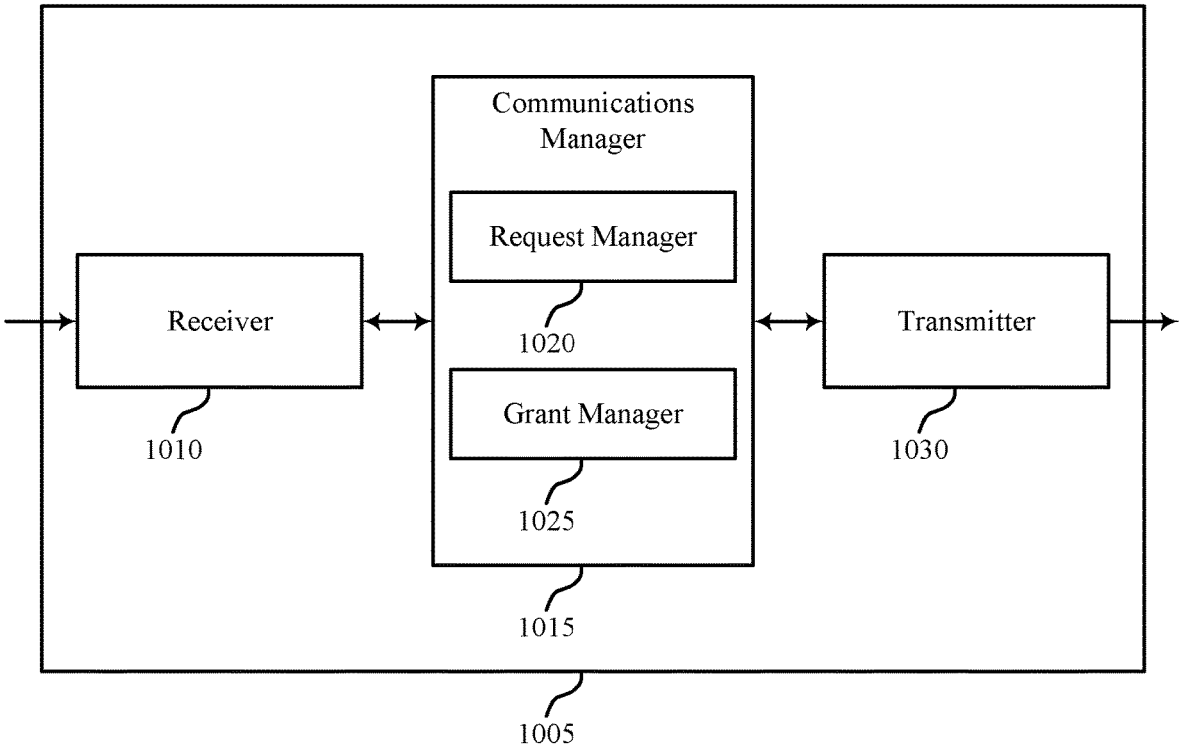 Communications
Manager
Request Manager
1020
Receiver
1010
Transmitter
1030
Grant Manager
1025
1015
1005